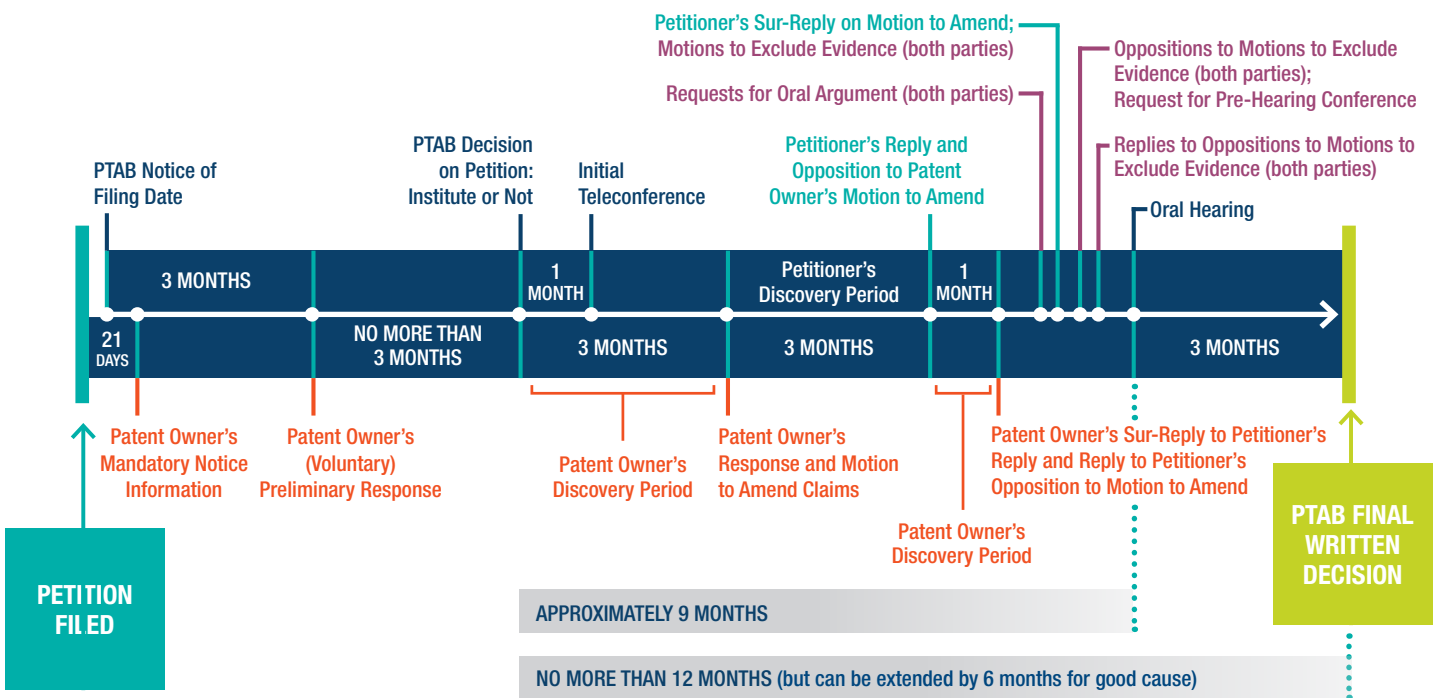 Petitioner’s Sur-Reply on Motion to Amend;
Motions to Exclude Evidence (both parties)
Requests for Oral Argument (both parties)
Oppositions to Motions to Exclude
Evidence (both parties);
Request for Pre-Hearing Conference
Replies to Oppositions to Motions to
Exclude Evidence (both parties)
PTAB Notice of
Filing Date
PTAB Decision
on Petition:
Institute or Not
Initial
Teleconference
Petitioner’s Reply and
Opposition to Patent
Owner’s Motion to Amend
Oral Hearing
3 MONTHS
1
MONTH
Petitioner’s
Discovery Period
1
MONTH
21
DAYS
NO MORE THAN
3 MONTHS
3 MONTHS
3 MONTHS
3 MONTHS
Patent Owner’s
Mandatory Notice
Information
Patent Owner’s
(Voluntary)
Preliminary Response
Patent Owner’s
Discovery Period
Patent Owner’s
Response and Motion
to Amend Claims
Patent Owner’s
Discovery Period
Patent Owner’s Sur-Reply to Petitioner’s
Reply and Reply to Petitioner’s
Opposition to Motion to Amend
PETITION
FILED
PTAB FINAL
WRITTEN
DECISION
APPROXIMATELY 9 MONTHS
NO MORE THAN 12 MONTHS (but can be extended by 6 months for good cause)